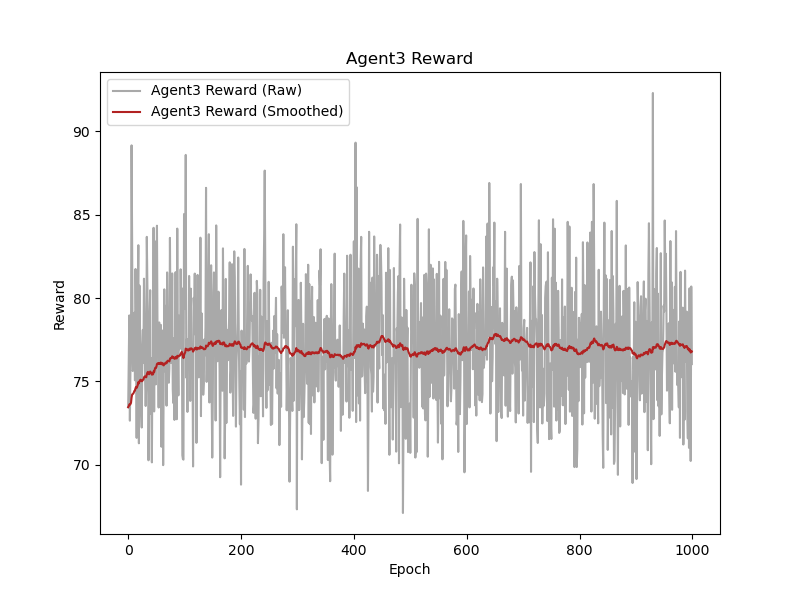 Agent3 Reward
Agent3 Reward (Raw)
Agent3 Reward (Smoothed)
Reward
90
85
80
75
70
0 200 400 600 800 1000
Epoch